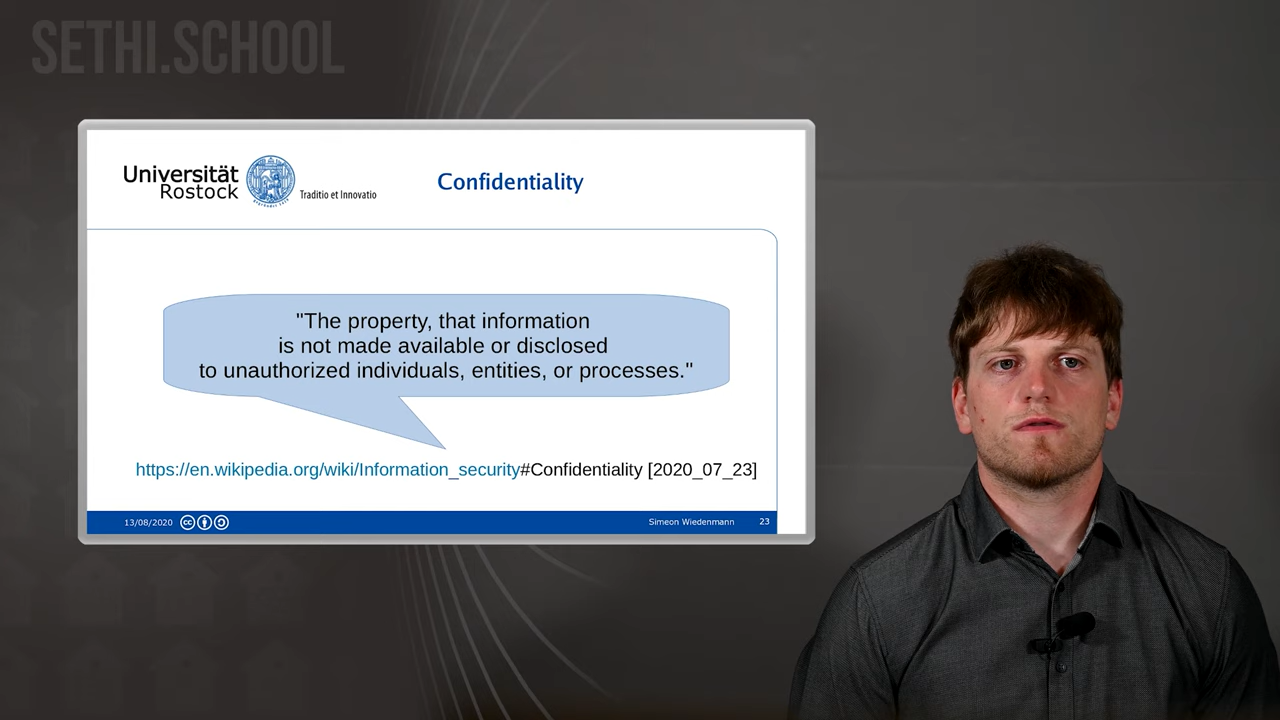 SETHI.SCHOOL
Universität
Rostock
Traditio et Innovatio
Confidentiality
"The property, that information
is not made available or disclosed
to unauthorized individuals, entities, or processes."
https://en.wikipedia.org/wiki/Information_security#Confidentiality [2020_07_23]
13/08/2020
cc
Simeon Wiedenmann
23